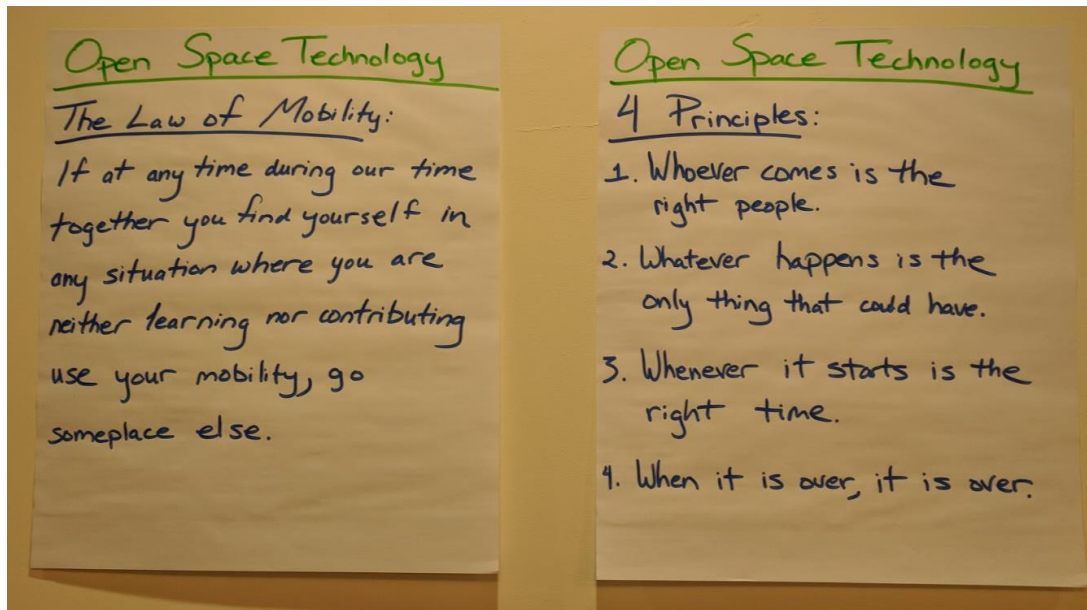 Open Space Technology
The Law of Mobility:
If at any time during our time
together you find yourself in
any situation where you are
neither learning nor contributing
use your mobility, go
someplace else.
Open Space Technology
4 Principles:
1. Whoever comes is the
right people.
2. Whatever happens is the
only thing that could have.
3. Whenever it starts is the
right time.
4. When it is over, it is over.